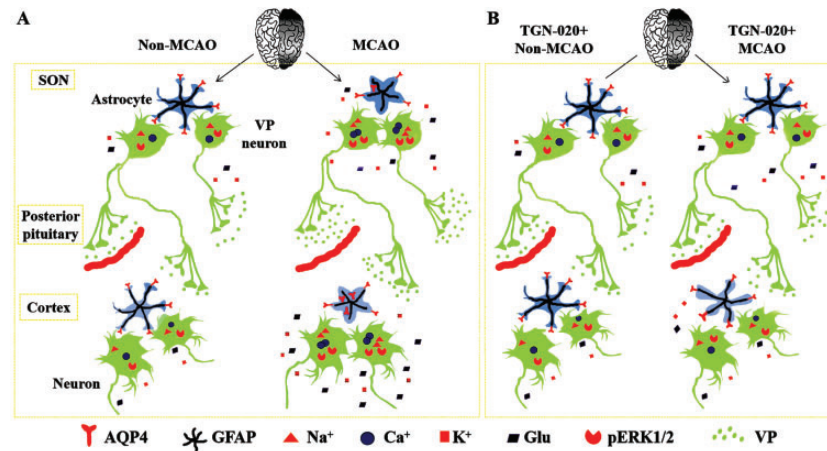 A
Non-MCAO
MCAO
SON
Astrocyte
VP
neuron
Posterior
pituitary
Cortex
Neuron
B
TGN-020+
Non-MCAO
TGN-020+
MCAO
AQP4
GFAP
Na⁺
Ca⁺
K⁺
Glu
pERK1/2
VP